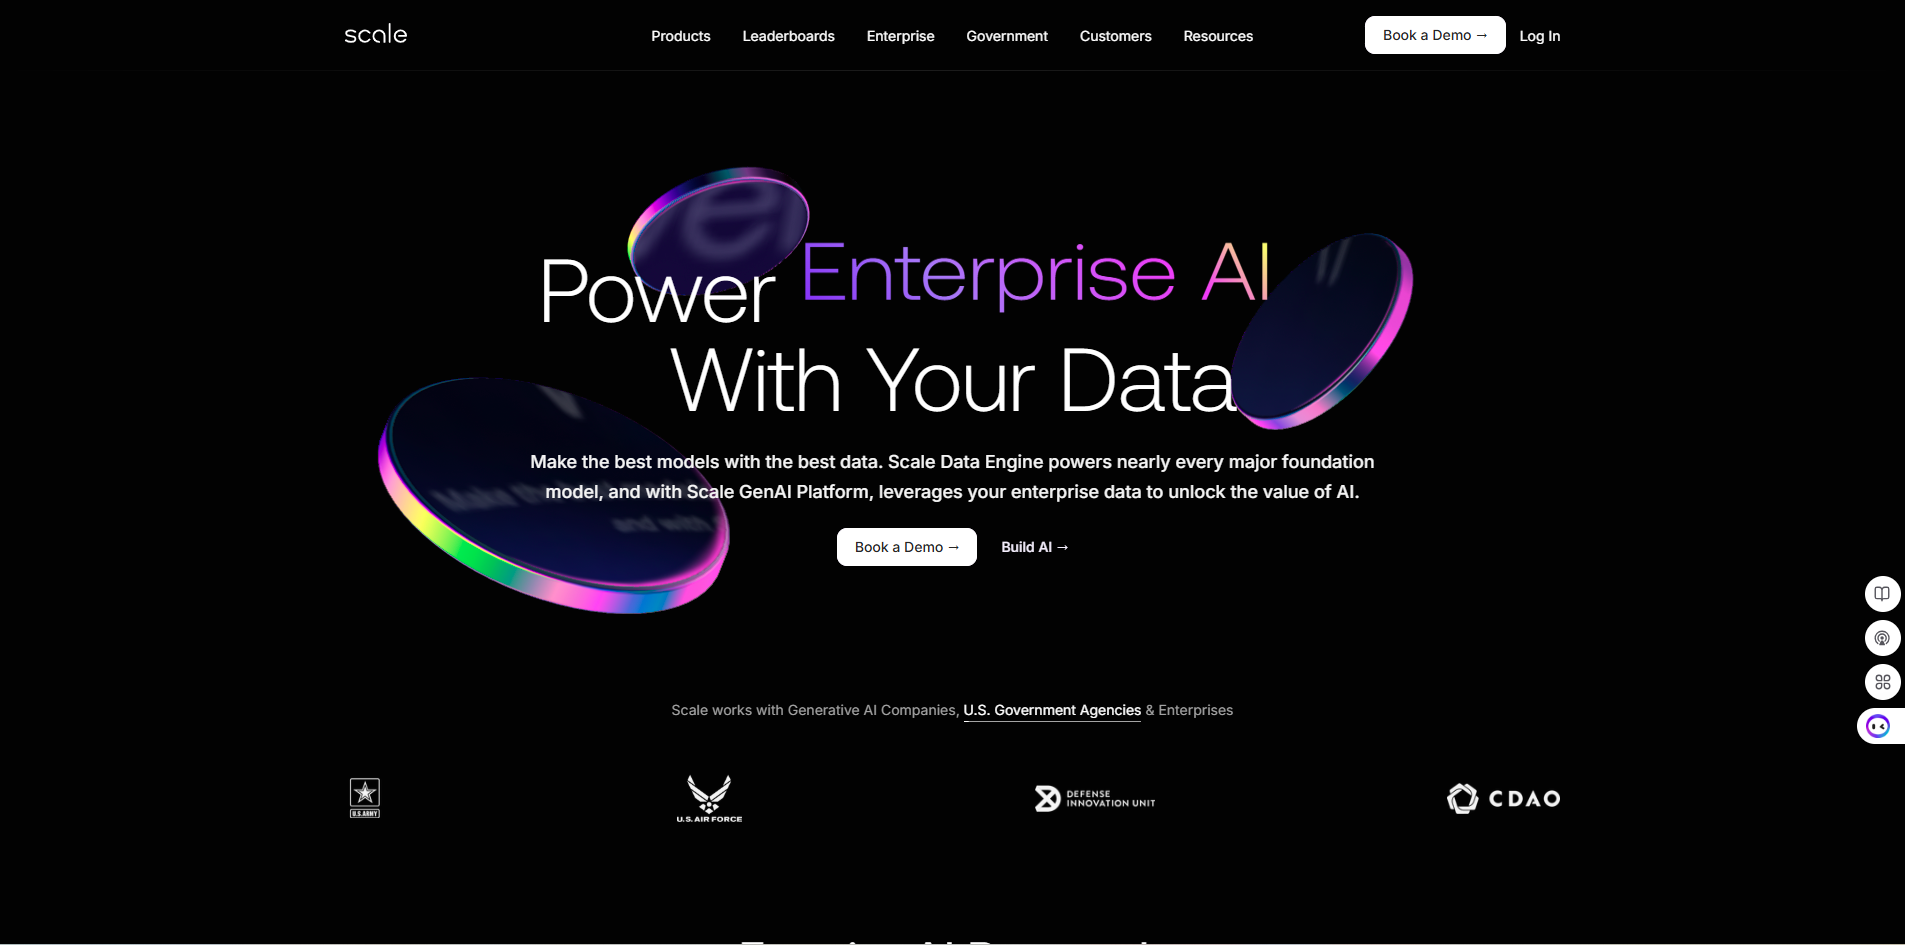 scale
Products
Leaderboards
Enterprise
Government
Customers
Resources
Book a Demo →
Log In
Power Enterprise AI
With Your Data
Make the best models with the best data. Scale Data Engine powers nearly every major foundation
model, and with Scale GenAI Platform, leverages your enterprise data to unlock the value of AI.
Book a Demo →
Build AI →
Scale works with Generative AI Companies, U.S. Government Agencies & Enterprises
U.S.ARMY
U.S. AIR FORCE
DEFENSE
INNOVATION UNIT
CDAO